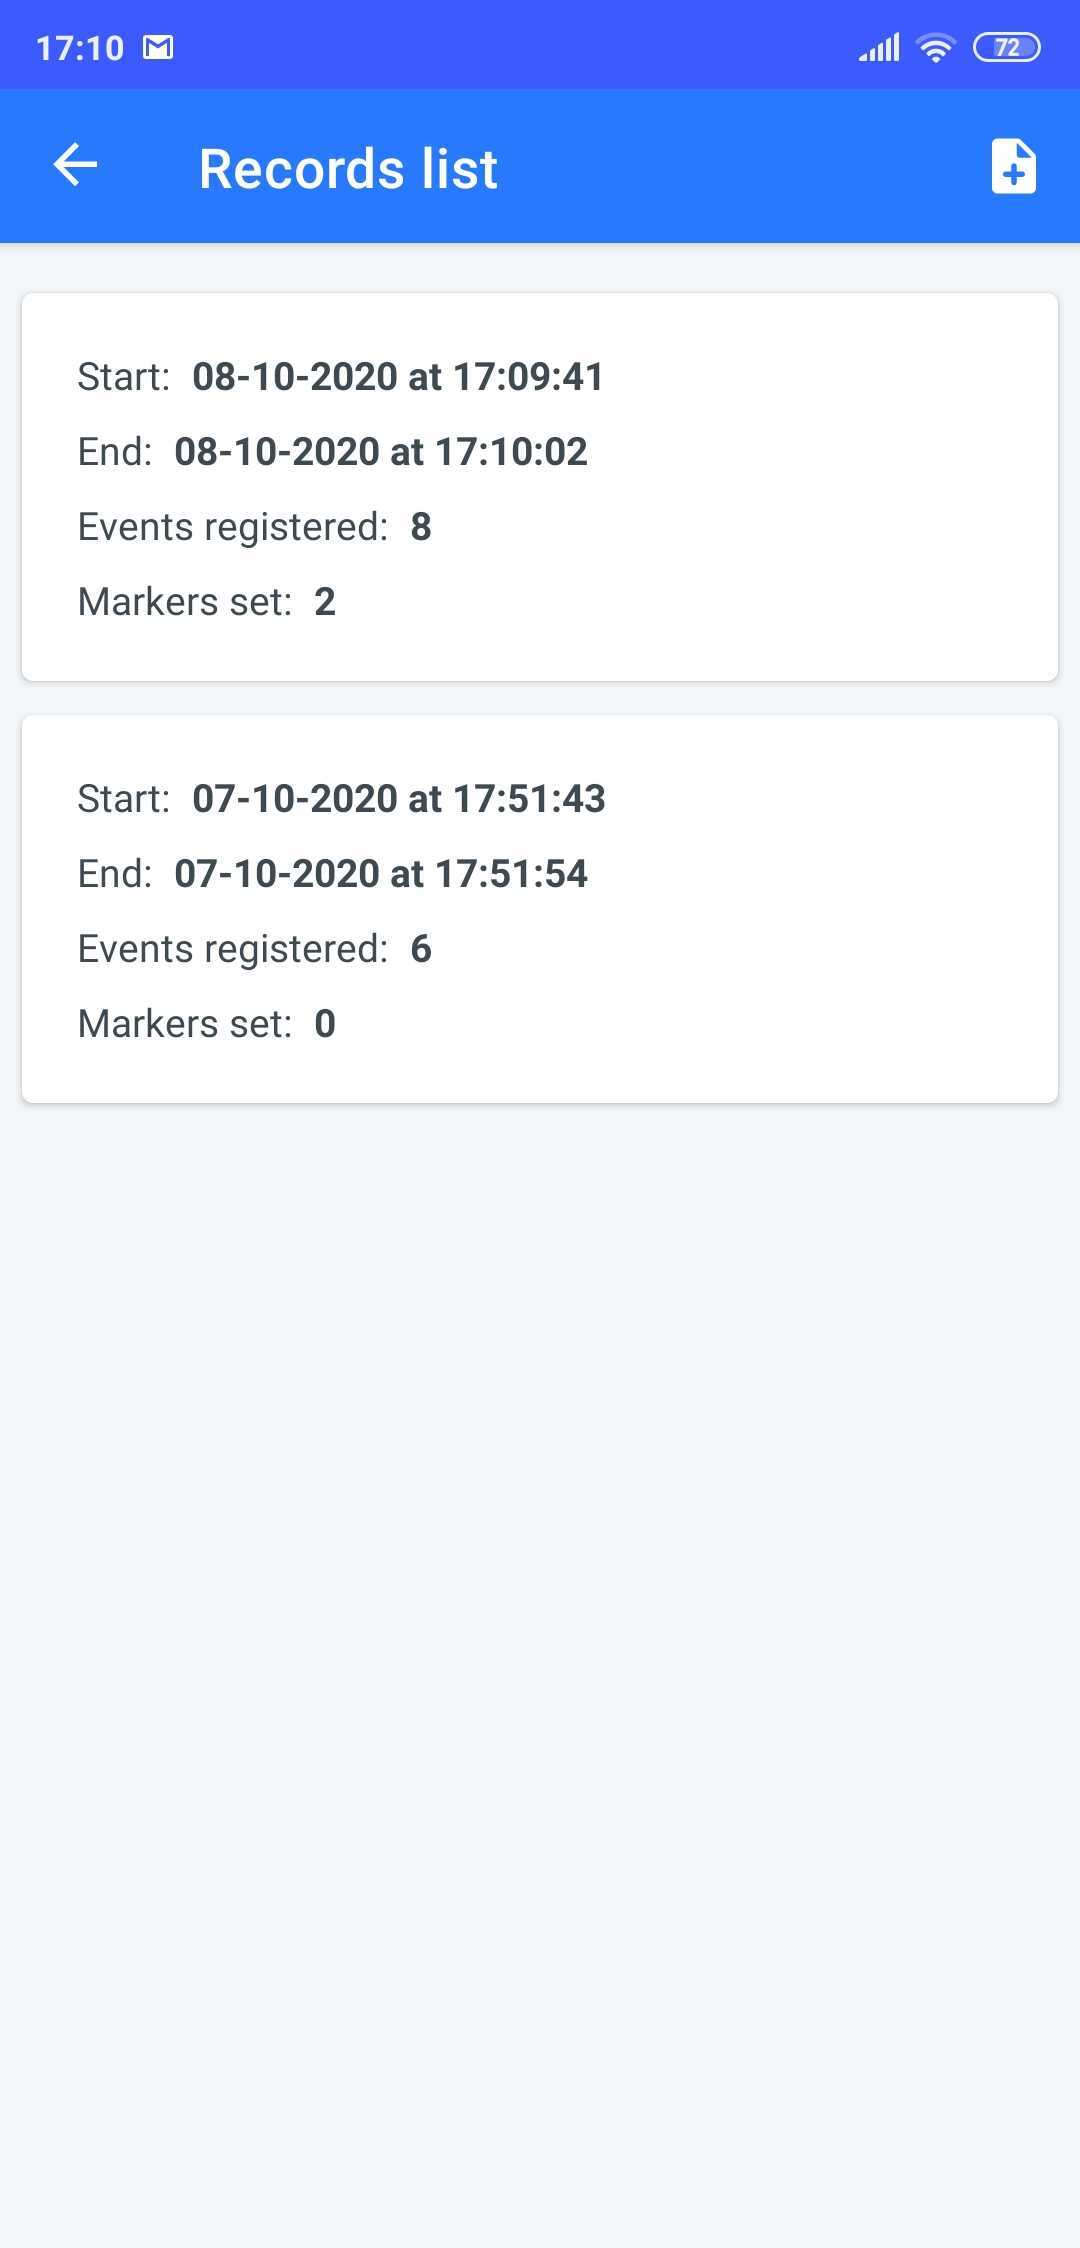 17:10
72
Records list
Start: 08-10-2020 at 17:09:41
End: 08-10-2020 at 17:10:02
Events registered: 8
Markers set: 2
Start: 07-10-2020 at 17:51:43
End: 07-10-2020 at 17:51:54
Events registered: 6
Markers set: 0